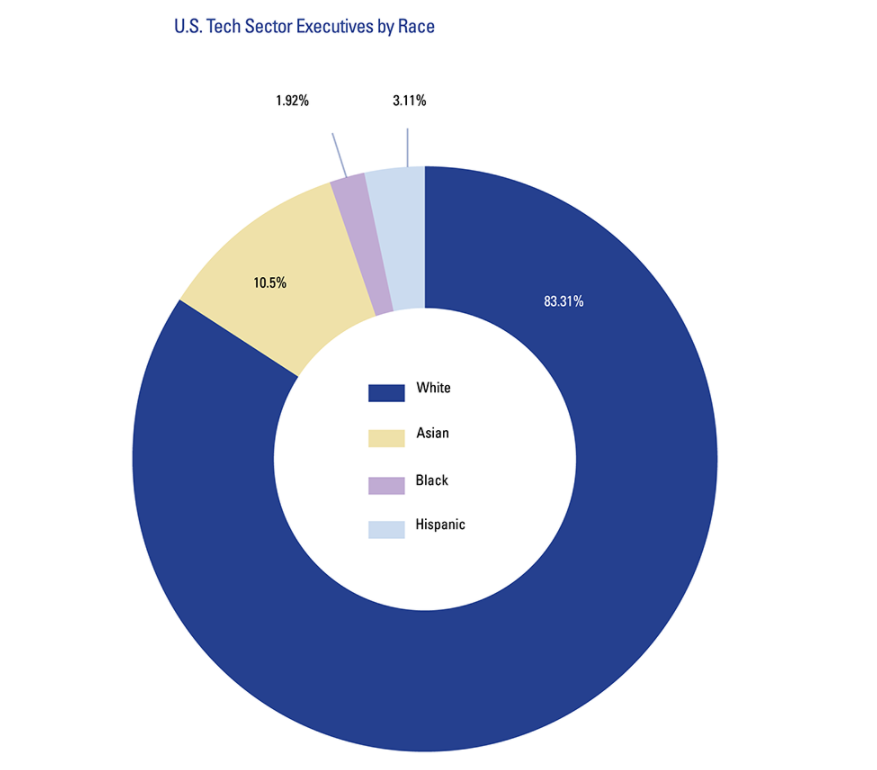 U.S. Tech Sector Executives by Race
1.92%
3.11%
10.5%
83.31%
White
Asian
Black
Hispanic